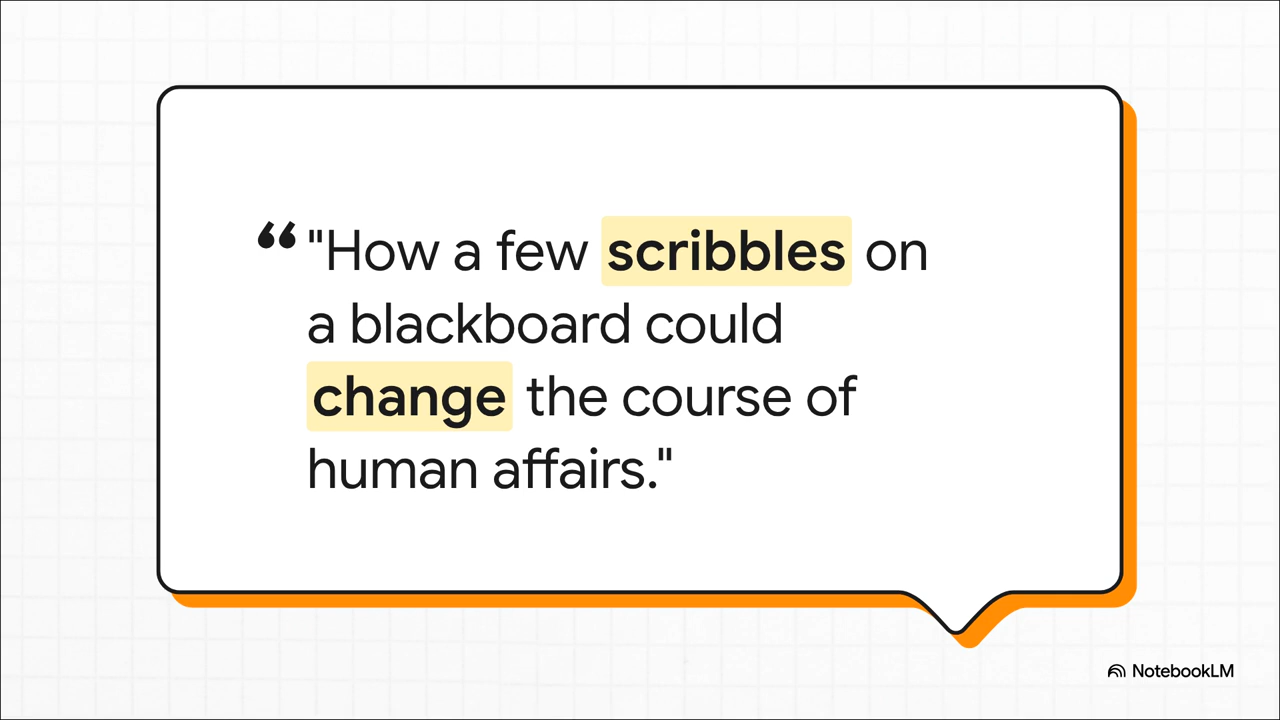 “ "How a few scribbles on
a blackboard could
change the course of
human affairs."
NotebookLM